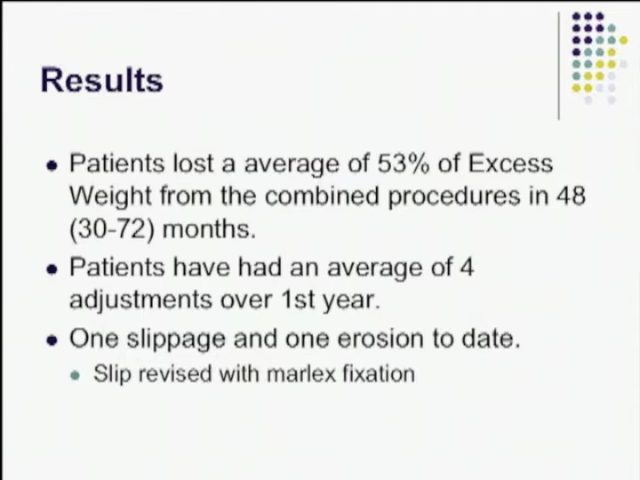 Results
Patients lost a average of 53% of Excess
Weight from the combined procedures in 48
(30-72) months.
Patients have had an average of 4
adjustments over 1st year.
One slippage and one erosion to date.
Slip revised with marlex fixation